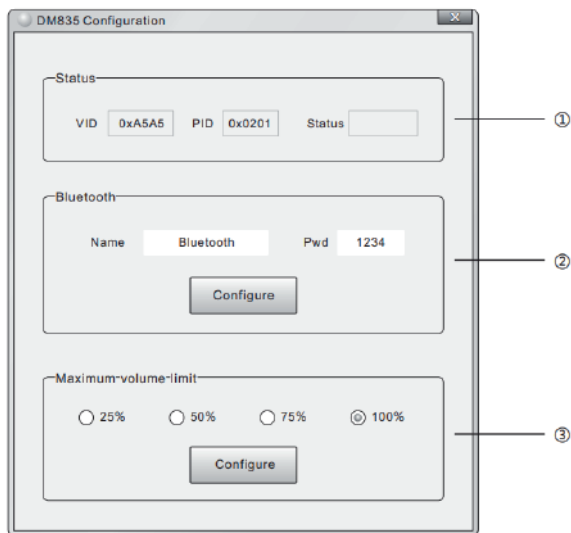 DM835 Configuration
Status
VID 0xA5A5 PID 0x0201 Status
①
Bluetooth
Name Bluetooth Pwd 1234
②
Configure
Maximum-volume-limit
25% 50% 75% 100%
③
Configure